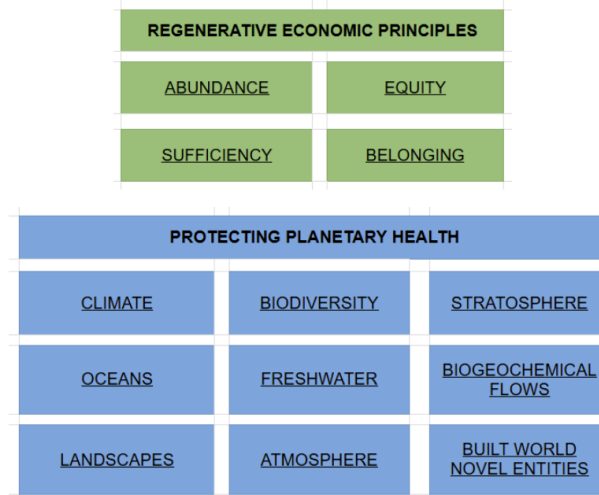 REGENERATIVE ECONOMIC PRINCIPLES
ABUNDANCE
EQUITY
SUFFICIENCY
BELONGING
PROTECTING PLANETARY HEALTH
CLIMATE
BIODIVERSITY
STRATOSPHERE
OCEANS
FRESHWATER
BIOGEOCHEMICAL
FLOWS
LANDSCAPES
ATMOSPHERE
BUILT WORLD
NOVEL ENTITIES